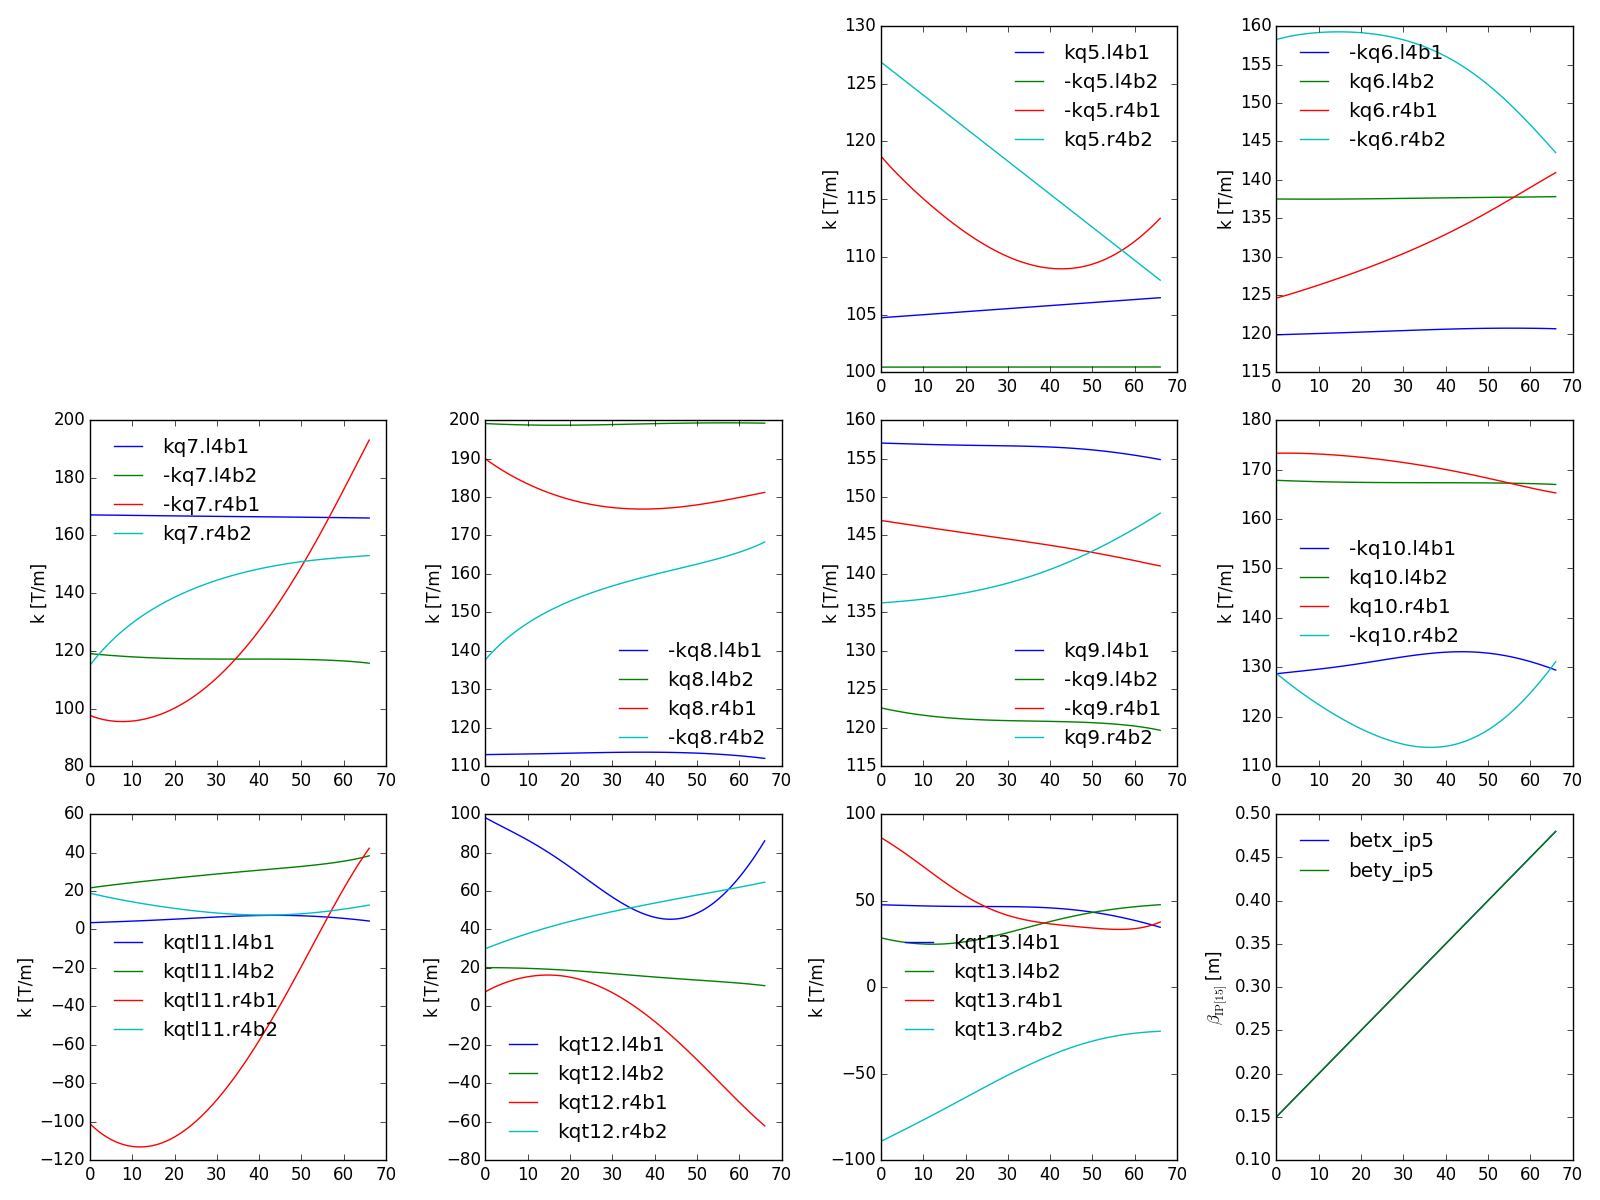 130
125
120
115
110
105
100
k [T/m]
kq5.l4b1
-kq5.l4b2
-kq5.r4b1
kq5.r4b2
0 10 20 30 40 50 60 70
160
155
150
145
140
135
130
125
120
115
k [T/m]
-kq6.l4b1
kq6.l4b2
kq6.r4b1
-kq6.r4b2
0 10 20 30 40 50 60 70
200
180
160
140
120
100
80
k [T/m]
kq7.l4b1
-kq7.l4b2
-kq7.r4b1
kq7.r4b2
0 10 20 30 40 50 60 70
200
190
180
170
160
150
140
130
120
110
k [T/m]
-kq8.l4b1
kq8.l4b2
kq8.r4b1
-kq8.r4b2
0 10 20 30 40 50 60 70
160
155
150
145
140
135
130
125
120
115
k [T/m]
kq9.l4b1
-kq9.l4b2
-kq9.r4b1
kq9.r4b2
0 10 20 30 40 50 60 70
180
170
160
150
140
130
120
110
k [T/m]
-kq10.l4b1
kq10.l4b2
kq10.r4b1
-kq10.r4b2
0 10 20 30 40 50 60 70
60
40
20
0
−20
−40
−60
−80
−100
−120
k [T/m]
kqtl11.l4b1
kqtl11.l4b2
kqtl11.r4b1
kqtl11.r4b2
0 10 20 30 40 50 60 70
100
80
60
40
20
0
−20
−40
−60
−80
k [T/m]
kqt12.l4b1
kqt12.l4b2
kqt12.r4b1
kqt12.r4b2
0 10 20 30 40 50 60 70
100
50
0
−50
−100
k [T/m]
kqt13.l4b1
kqt13.l4b2
kqt13.r4b1
kqt13.r4b2
0 10 20 30 40 50 60 70
0.50
0.45
0.40
0.35
0.30
0.25
0.20
0.15
0.10
βIP[15] [m]
betx_ip5
bety_ip5
0 10 20 30 40 50 60 70